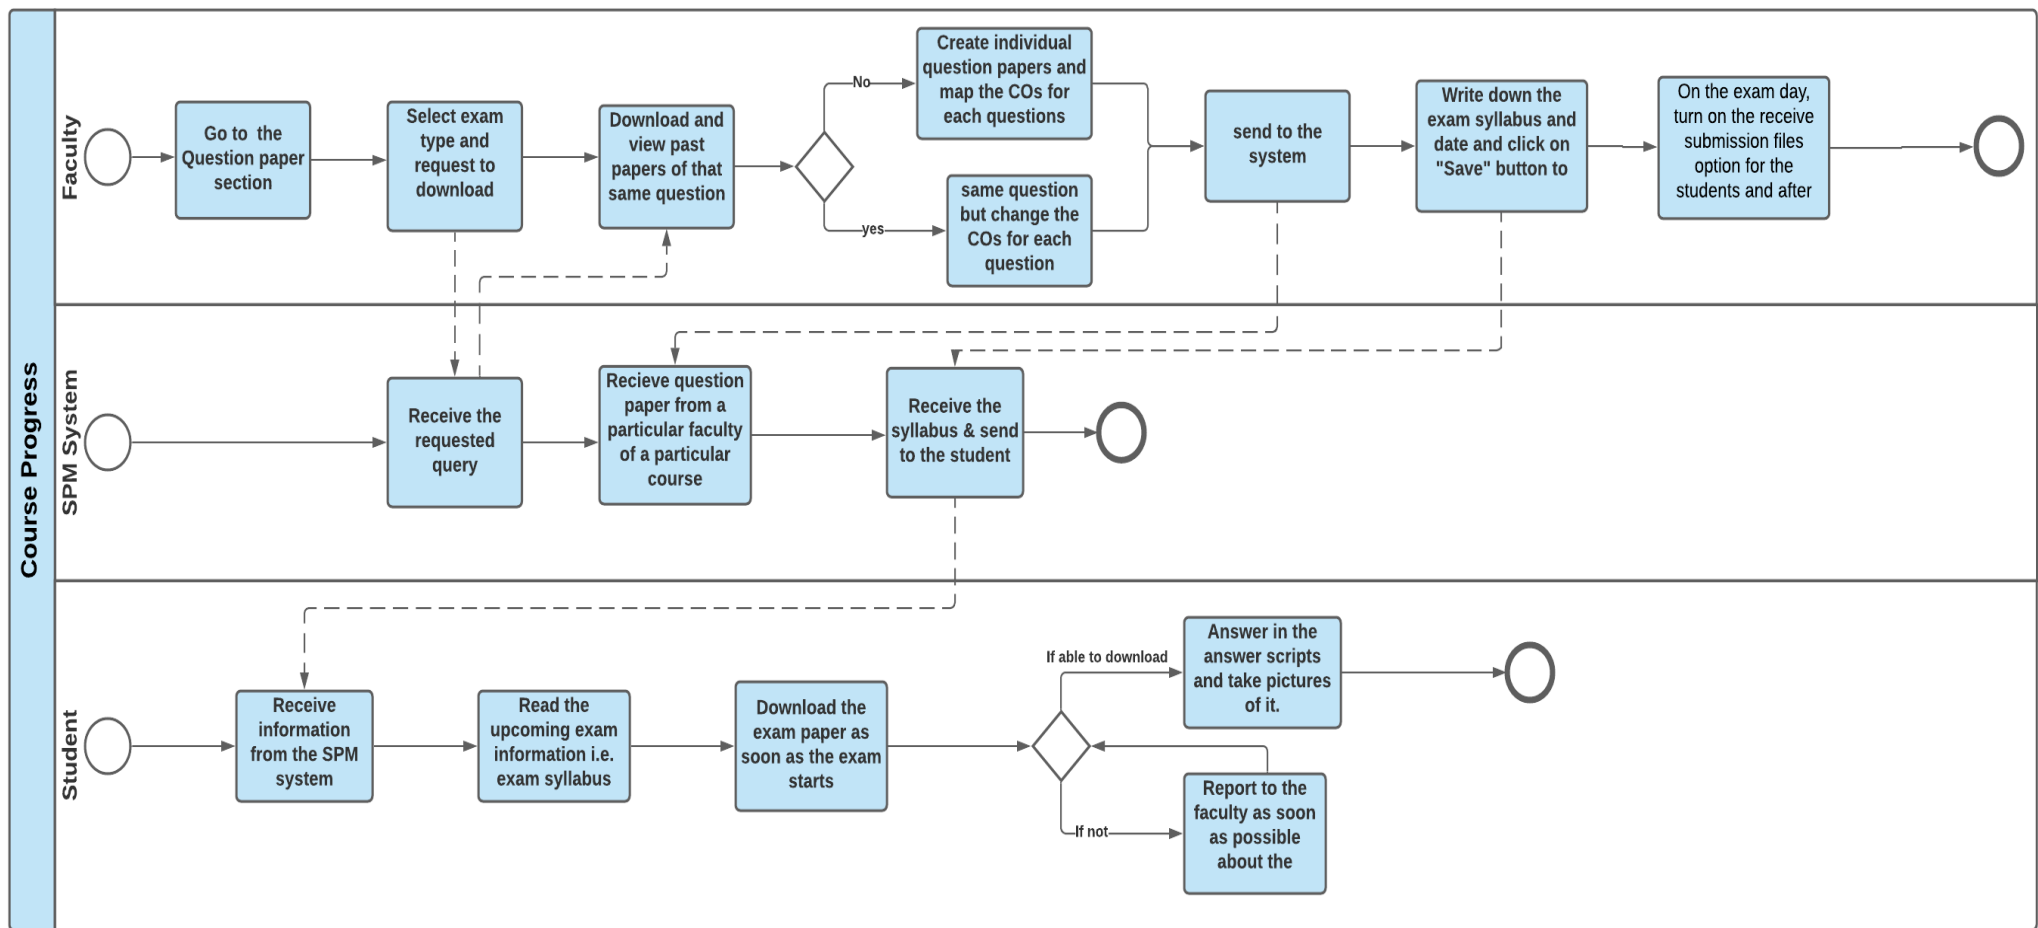 Course Progress
Faculty
Go to the
Question paper
section
Select exam
type and
request to
download
Download and
view past
papers of that
same question
No
yes
Create individual
question papers and
map the COs for
each questions
same question
but change the
COs for each
question
send to the
system
Write down the
exam syllabus and
date and click on
"Save" button to
On the exam day,
turn on the receive
submission files
option for the
students and after
SPM System
Receive the
requested
query
Recieve question
paper from a
particular faculty
of a particular
course
Receive the
syllabus & send
to the student
Student
Receive
information
from the SPM
system
Read the
upcoming exam
information i.e.
exam syllabus
Download the
exam paper as
soon as the exam
starts
If able to download
If not
Answer in the
answer scripts
and take pictures
of it.
Report to the
faculty as soon
as possible
about the